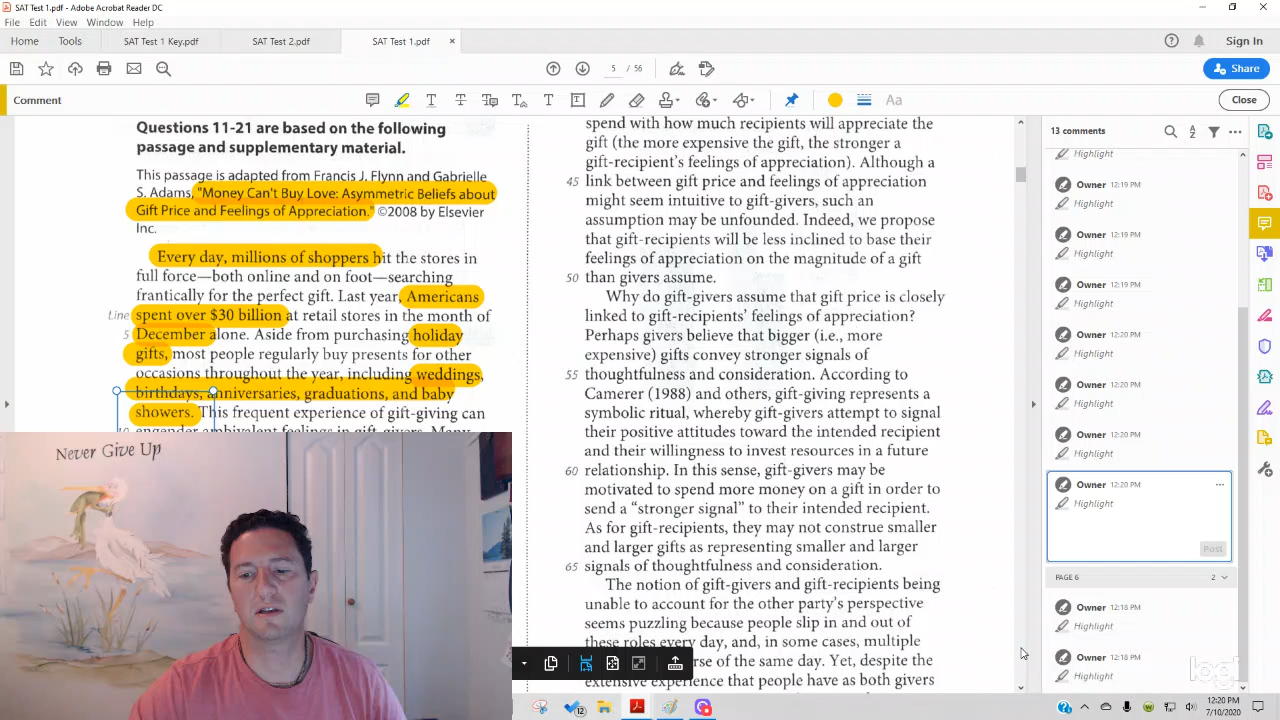 SAT Test 1.pdf - Adobe Acrobat Reader DC
File Edit View Window Help
Home Tools SAT Test 1 Key.pdf SAT Test 2.pdf SAT Test 1.pdf × Sign In
5 / 56 Share
Comment Aa Close
Questions 11-21 are based on the following
passage and supplementary material.
This passage is adapted from Francis J. Flynn and Gabrielle
S. Adams, "Money Can't Buy Love: Asymmetric Beliefs about
Gift Price and Feelings of Appreciation." ©2008 by Elsevier
Inc.
Every day, millions of shoppers hit the stores in
full force—both online and on foot—searching
frantically for the perfect gift. Last year, Americans
Line spent over $30 billion at retail stores in the month of
5 December alone. Aside from purchasing holiday
gifts, most people regularly buy presents for other
occasions throughout the year, including weddings,
birthdays, anniversaries, graduations, and baby
showers. This frequent experience of gift-giving can
engender ambivalent feelings in gift-givers. Many
spend with how much recipients will appreciate the
gift (the more expensive the gift, the stronger a
gift-recipient's feelings of appreciation). Although a
45 link between gift price and feelings of appreciation
might seem intuitive to gift-givers, such an
assumption may be unfounded. Indeed, we propose
that gift-recipients will be less inclined to base their
feelings of appreciation on the magnitude of a gift
50 than givers assume.
Why do gift-givers assume that gift price is closely
linked to gift-recipients' feelings of appreciation?
Perhaps givers believe that bigger (i.e., more
expensive) gifts convey stronger signals of
55 thoughtfulness and consideration. According to
Camerer (1988) and others, gift-giving represents a
symbolic ritual, whereby gift-givers attempt to signal
their positive attitudes toward the intended recipient
and their willingness to invest resources in a future
60 relationship. In this sense, gift-givers may be
motivated to spend more money on a gift in order to
send a “stronger signal” to their intended recipient.
As for gift-recipients, they may not construe smaller
and larger gifts as representing smaller and larger
65 signals of thoughtfulness and consideration.
The notion of gift-givers and gift-recipients being
unable to account for the other party's perspective
seems puzzling because people slip in and out of
these roles every day, and, in some cases, multiple
of the same day. Yet, despite the
extensive experience that people have as both givers
13 comments
Highlight
Owner 12:19 PM
Highlight
Owner 12:19 PM
Highlight
Owner 12:19 PM
Highlight
Owner 12:20 PM
Highlight
Owner 12:20 PM
Highlight
Owner 12:20 PM
Highlight
Owner 12:20 PM
Highlight
Post
PAGE 6 2
Owner 12:18 PM
Highlight
Owner 12:18 PM
Highlight
Never Give Up
12
12:20 PM
7/10/2020